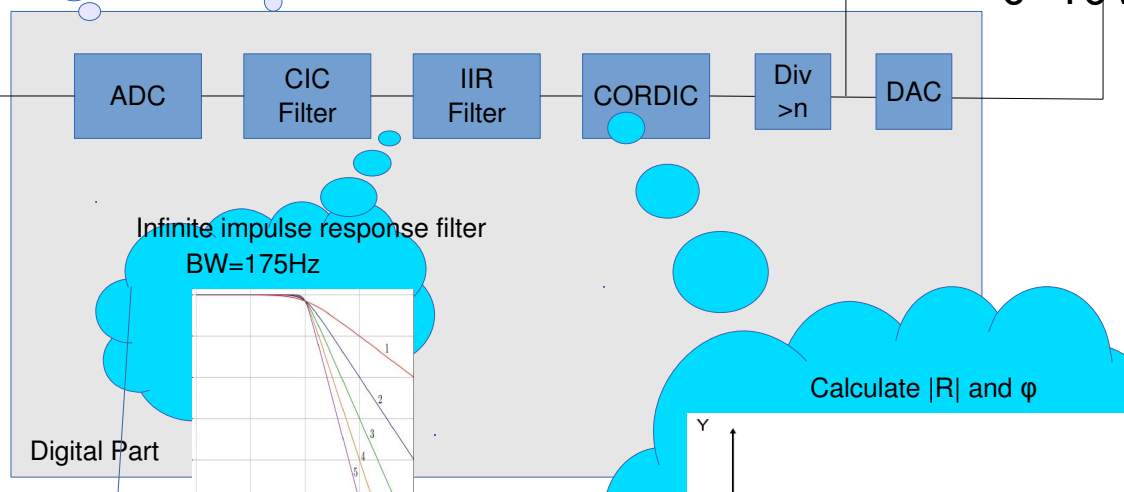 ADC
CIC
Filter
IIR
Filter
CORDIC
Div
>n
DAC
Infinite impulse response filter
BW=175Hz
1
2
3
4
5
Calculate |R| and φ
Digital Part
Y